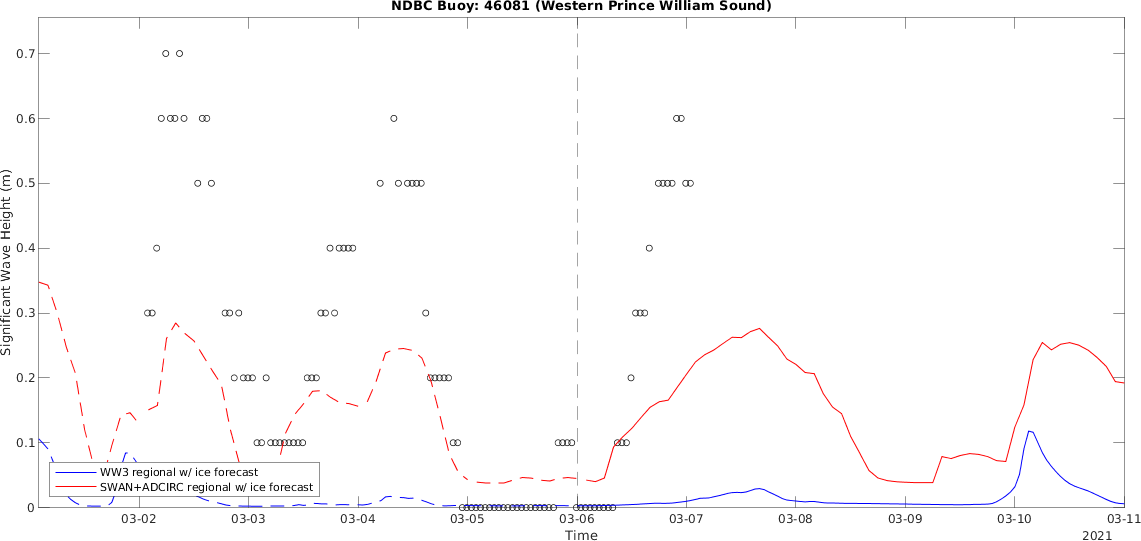 NDBC Buoy: 46081 (Western Prince William Sound)
Significant Wave Height (m)
0.7
0.6
0.5
0.4
0.3
0.2
0.1
0
WW3 regional w/ ice forecast
SWAN+ADCIRC regional w/ ice forecast
03-02 03-03 03-04 03-05 03-06 03-07 03-08 03-09 03-10 03-11
Time
2021